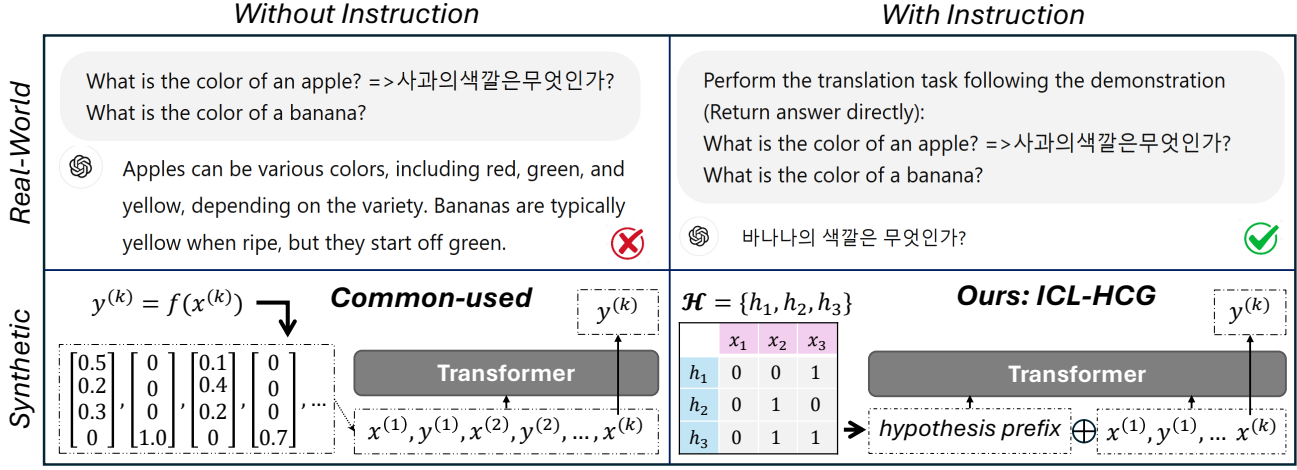 Without Instruction
With Instruction
Real-World
What is the color of an apple? =>사과의색깔은무엇인가?
What is the color of a banana?
Apples can be various colors, including red, green, and
yellow, depending on the variety. Bananas are typically
yellow when ripe, but they start off green.
Perform the translation task following the demonstration
(Return answer directly):
What is the color of an apple? =>사과의색깔은무엇인가?
What is the color of a banana?
바나나의 색깔은 무엇인가?
Synthetic
y^(k) = f(x^(k))
Common-used
y^(k)
[0.5 0.2 0.3 0], [0 0 0 1.0], [0.1 0.4 0.2 0], [0 0 0 0.7], ...
Transformer
x^(1), y^(1), x^(2), y^(2), ..., x^(k)
ℋ = {h₁, h₂, h₃}
Ours: ICL-HCG
y^(k)
x₁ x₂ x₃
h₁ 0 0 1
h₂ 0 1 0
h₃ 0 1 1
Transformer
hypothesis prefix ⊕ x^(1), y^(1), ... x^(k)